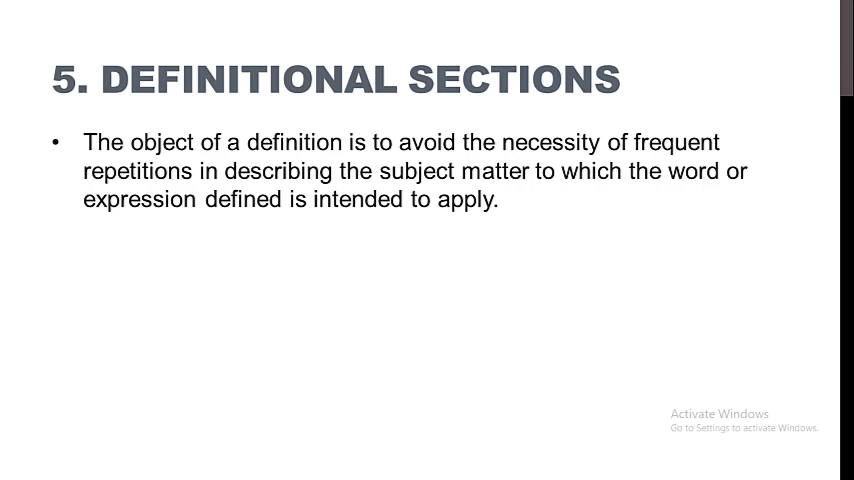 5. DEFINITIONAL SECTIONS
• The object of a definition is to avoid the necessity of frequent
repetitions in describing the subject matter to which the word or
expression defined is intended to apply.
Activate Windows
Go to Settings to activate Windows.